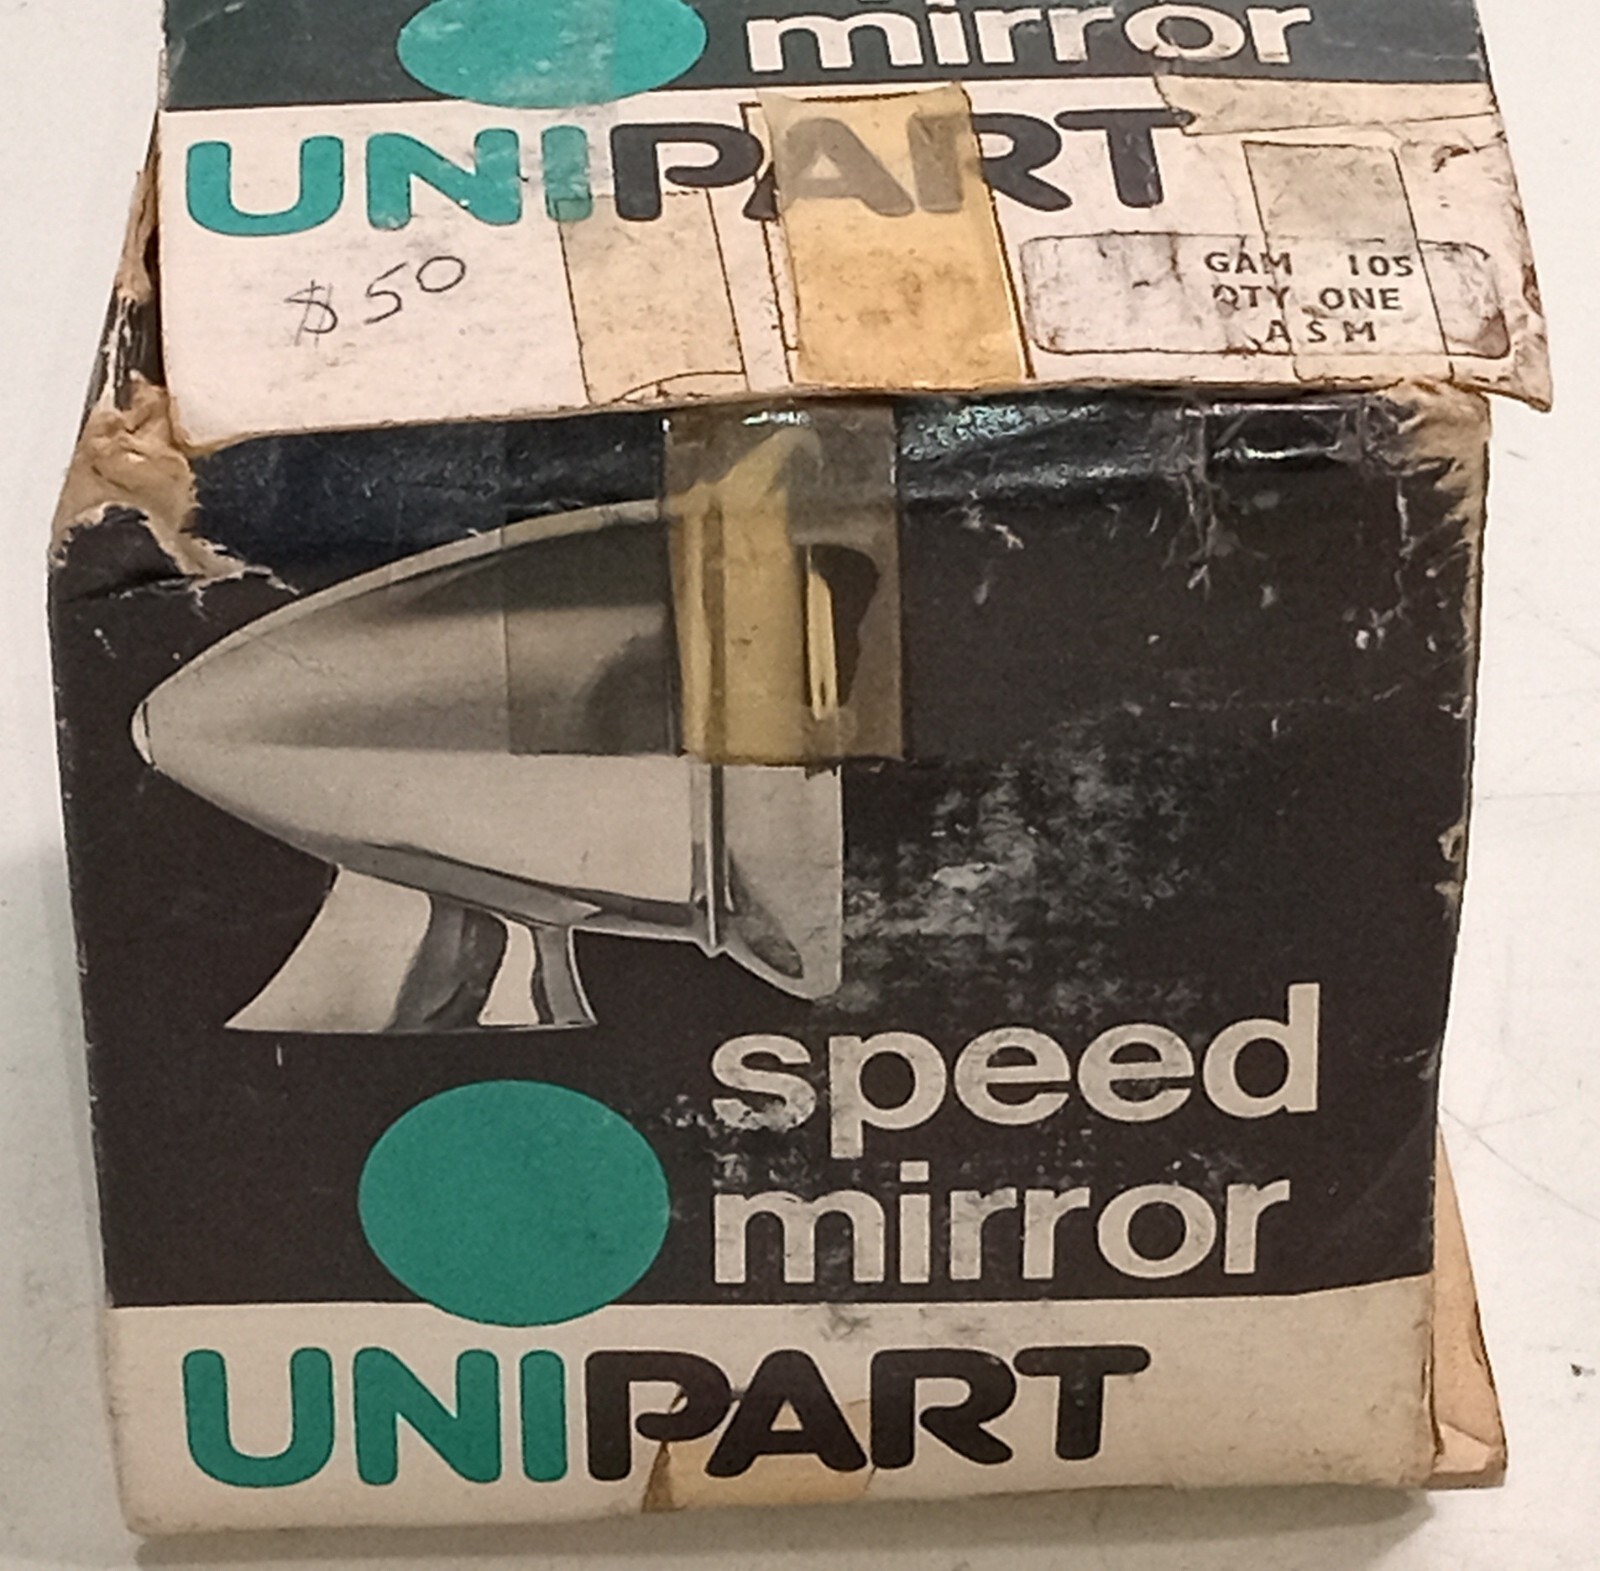 mirror
UNIPART
$50
GAM 105
QTY ONE
ASM
speed
mirror
UNIPART